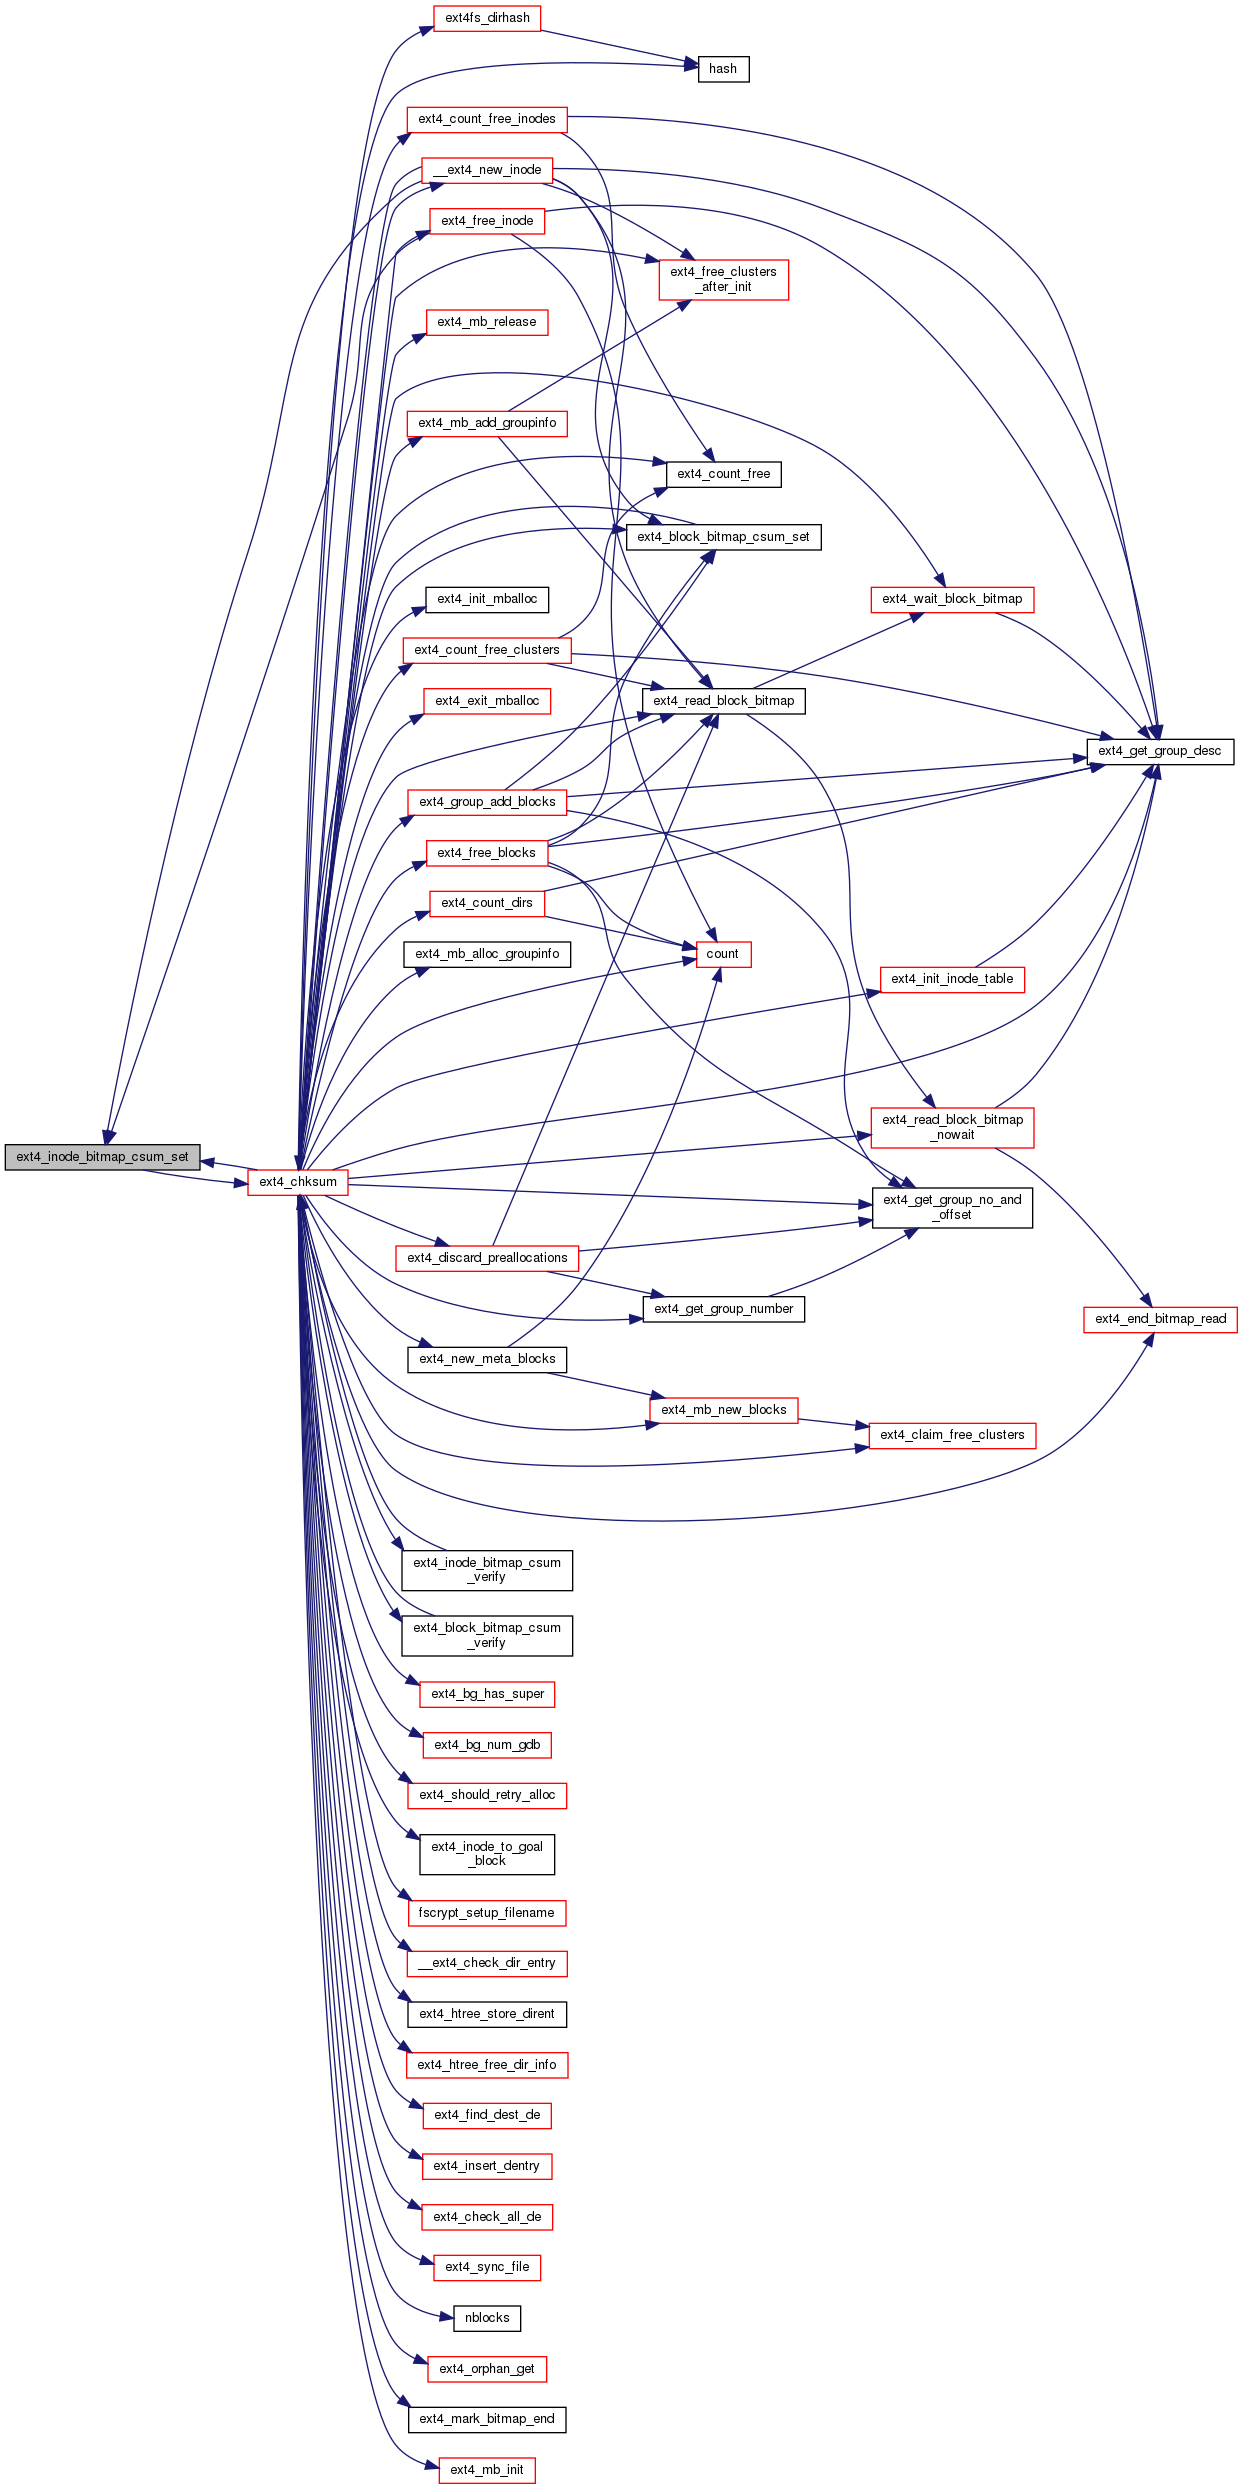 ext4fs_dirhash
hash
ext4_count_free_inodes
__ext4_new_inode
ext4_free_inode
ext4_free_clusters
_after_init
ext4_mb_release
ext4_mb_add_groupinfo
ext4_count_free
ext4_block_bitmap_csum_set
ext4_init_mballoc
ext4_wait_block_bitmap
ext4_count_free_clusters
ext4_exit_mballoc
ext4_read_block_bitmap
ext4_get_group_desc
ext4_group_add_blocks
ext4_free_blocks
ext4_count_dirs
ext4_mb_alloc_groupinfo
count
ext4_init_inode_table
ext4_read_block_bitmap
_nowait
ext4_inode_bitmap_csum_set
ext4_chksum
ext4_get_group_no_and
_offset
ext4_discard_preallocations
ext4_get_group_number
ext4_end_bitmap_read
ext4_new_meta_blocks
ext4_mb_new_blocks
ext4_claim_free_clusters
ext4_inode_bitmap_csum
_verify
ext4_block_bitmap_csum
_verify
ext4_bg_has_super
ext4_bg_num_gdb
ext4_should_retry_alloc
ext4_inode_to_goal
_block
fscrypt_setup_filename
__ext4_check_dir_entry
ext4_htree_store_dirent
ext4_htree_free_dir_info
ext4_find_dest_de
ext4_insert_dentry
ext4_check_all_de
ext4_sync_file
nblocks
ext4_orphan_get
ext4_mark_bitmap_end
ext4_mb_init